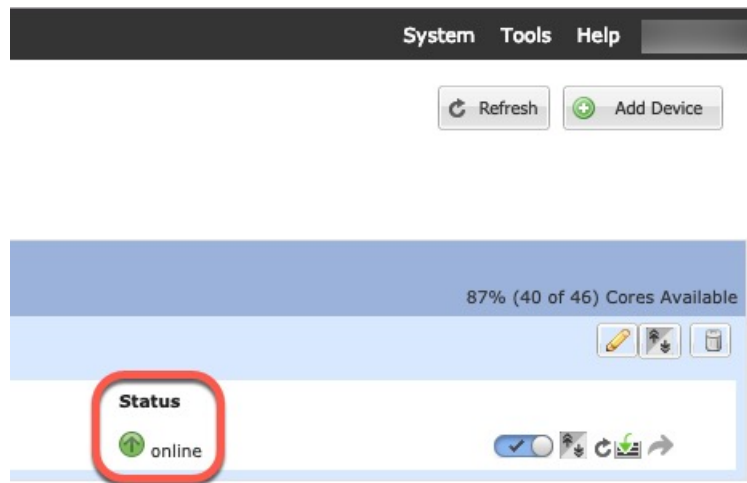 System Tools Help
Refresh Add Device
87% (40 of 46) Cores Available
Status
online